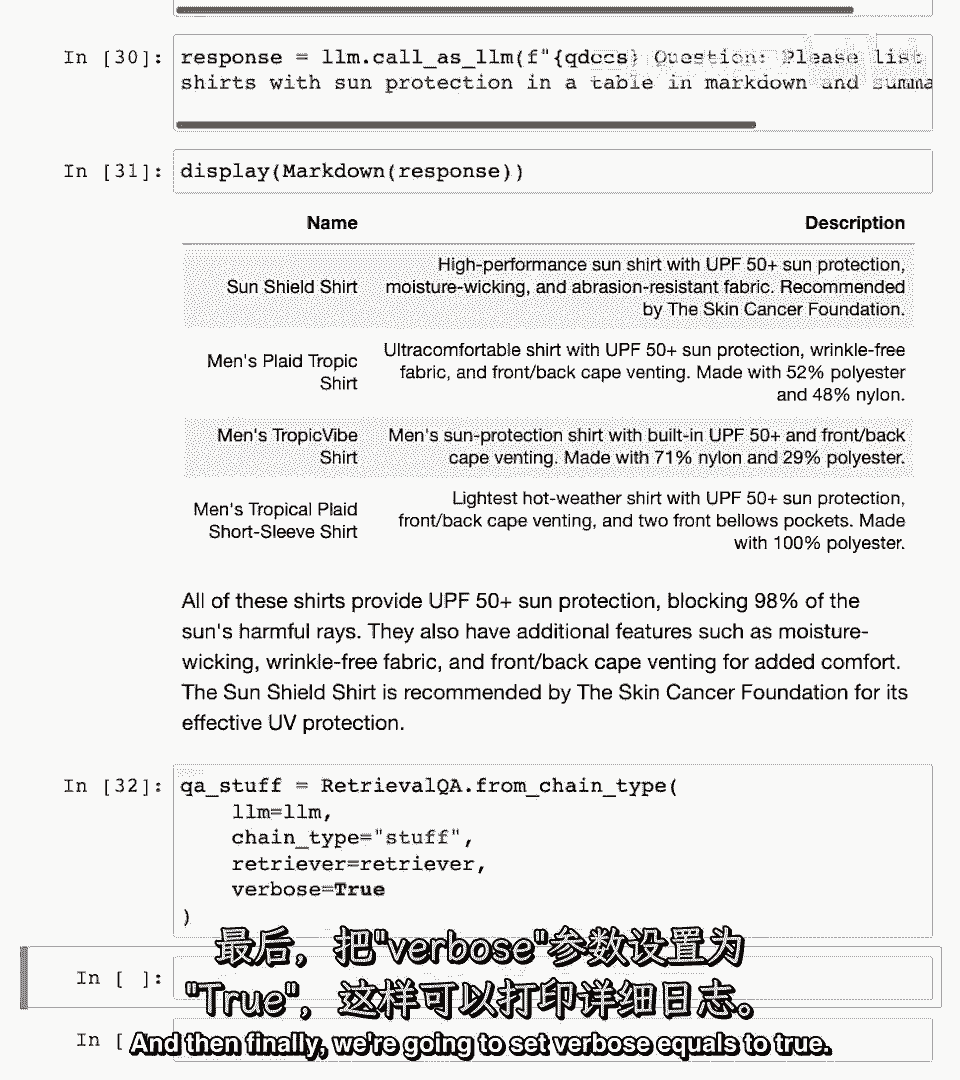 In [30]: response = llm.call_as_llm(f"{qdocs} Question: Please list
shirts with sun protection in a table in markdown and summa
In [31]: display(Markdown(response))
Name Description
Sun Shield Shirt High-performance sun shirt with UPF 50+ sun protection,
moisture-wicking, and abrasion-resistant fabric. Recommended
by The Skin Cancer Foundation.
Men's Plaid Tropic
Shirt
Ultracomfortable shirt with UPF 50+ sun protection, wrinkle-free
fabric, and front/back cape venting. Made with 52% polyester
and 48% nylon.
Men's TropicVibe
Shirt
Men's sun-protection shirt with built-in UPF 50+ and front/back
cape venting. Made with 71% nylon and 29% polyester.
Men's Tropical Plaid
Short-Sleeve Shirt
Lightest hot-weather shirt with UPF 50+ sun protection,
front/back cape venting, and two front bellows pockets. Made
with 100% polyester.
All of these shirts provide UPF 50+ sun protection, blocking 98% of the
sun's harmful rays. They also have additional features such as moisture-
wicking, wrinkle-free fabric, and front/back cape venting for added comfort.
The Sun Shield Shirt is recommended by The Skin Cancer Foundation for its
effective UV protection.
In [32]: qa_stuff = RetrievalQA.from_chain_type(
llm=llm,
chain_type="stuff",
retriever=retriever,
verbose=True
)
最后，把"verbose"参数设置为
In [ ]:
"True"，这样可以打印详细日志。
In [
And then finally, we're going to set verbose equals to true.